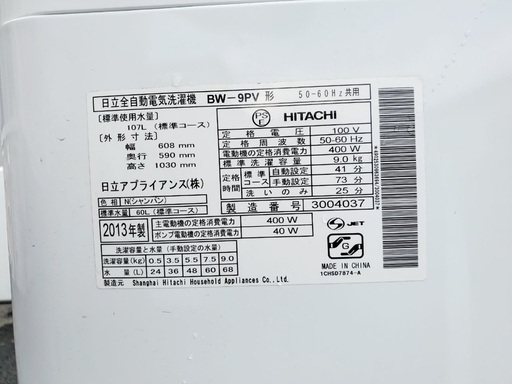 日立全自動電気洗濯機 BW-9PV 形 50-60Hz共用
〔標準使用水量〕
107L（標準コース）
〔外形寸法〕
幅 608 mm
奥行 590 mm
高さ 1030 mm
日立アプライアンス(株)
PS E HITACHI
定格電圧 100 V
定格周波数 50-60 Hz
電動機の定格消費電力 400 W
標準洗濯容量 9.0 kg
定格時間 標準コース 自動設定 41 分
手動設定 73 分
洗いのみ 25 分
製造番号 3004037
色相 N(シャンパン)
標準水量 60L（標準コース）
2013年製 主電動機の定格消費電力 400 W
ポンプ電動機の定格消費電力 40 W
S JET
洗濯容量と水量（手動設定の水量）
洗濯容量(kg) 0.5 3.5 5.5 7.5 9.0
水量(L) 24 36 48 60 68
製造元 Shanghai Hitachi Household Appliances Co., Ltd.
G
MADE IN CHINA
1CHSD7874-A